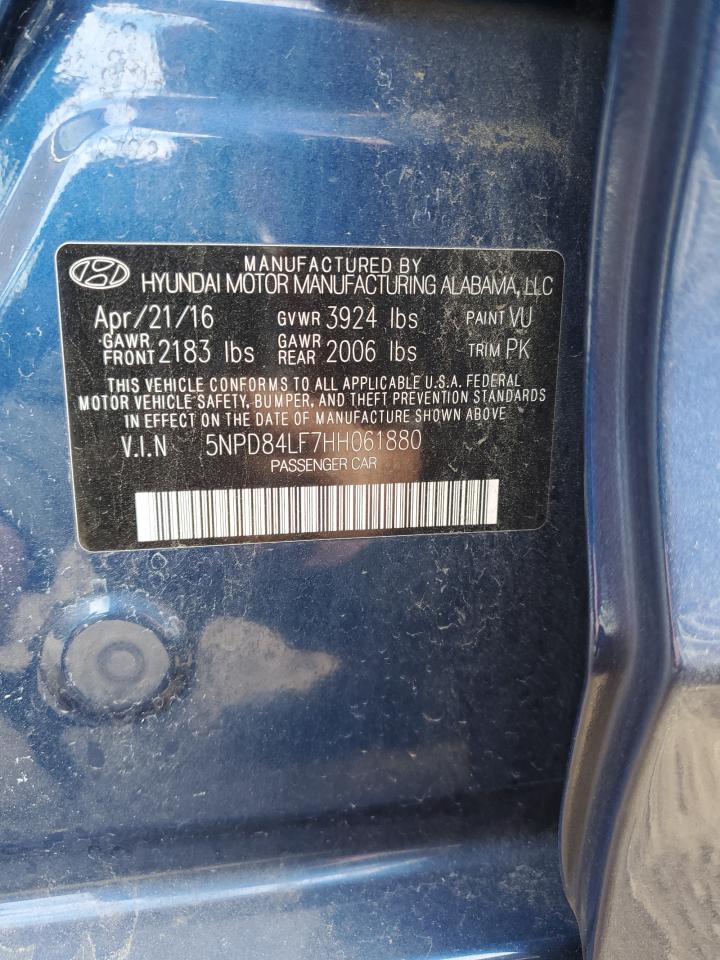 MANUFACTURED BY
HYUNDAI MOTOR MANUFACTURING ALABAMA, LLC
Apr/21/16 GVWR 3924 lbs PAINT VU
GAWR FRONT 2183 lbs GAWR REAR 2006 lbs TRIM PK
THIS VEHICLE CONFORMS TO ALL APPLICABLE U.S.A. FEDERAL
MOTOR VEHICLE SAFETY, BUMPER, AND THEFT PREVENTION STANDARDS
IN EFFECT ON THE DATE OF MANUFACTURE SHOWN ABOVE
V.I.N 5NPD84LF7HH061880
PASSENGER CAR